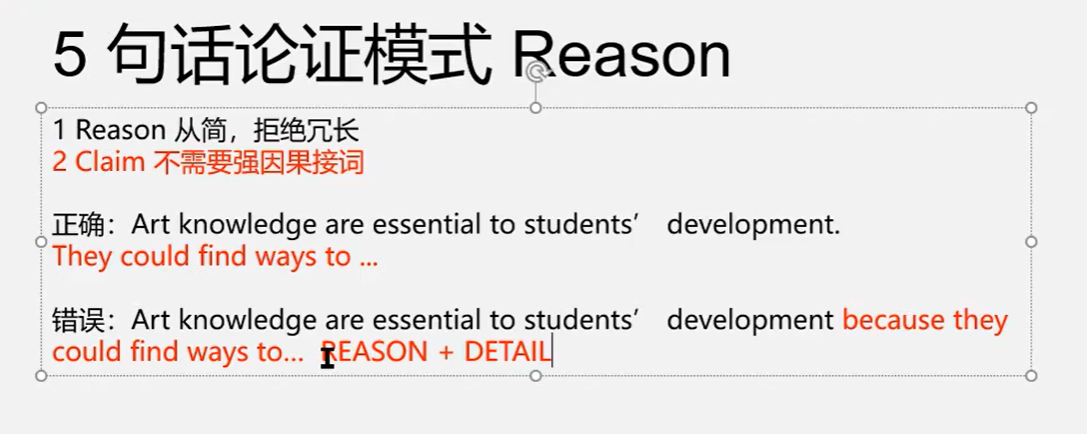 5 句话论证模式 Reason
1 Reason 从简，拒绝冗长
2 Claim 不需要强因果接词
正确：Art knowledge are essential to students’ development.
They could find ways to ...
错误：Art knowledge are essential to students’ development because they
could find ways to... REASON + DETAIL